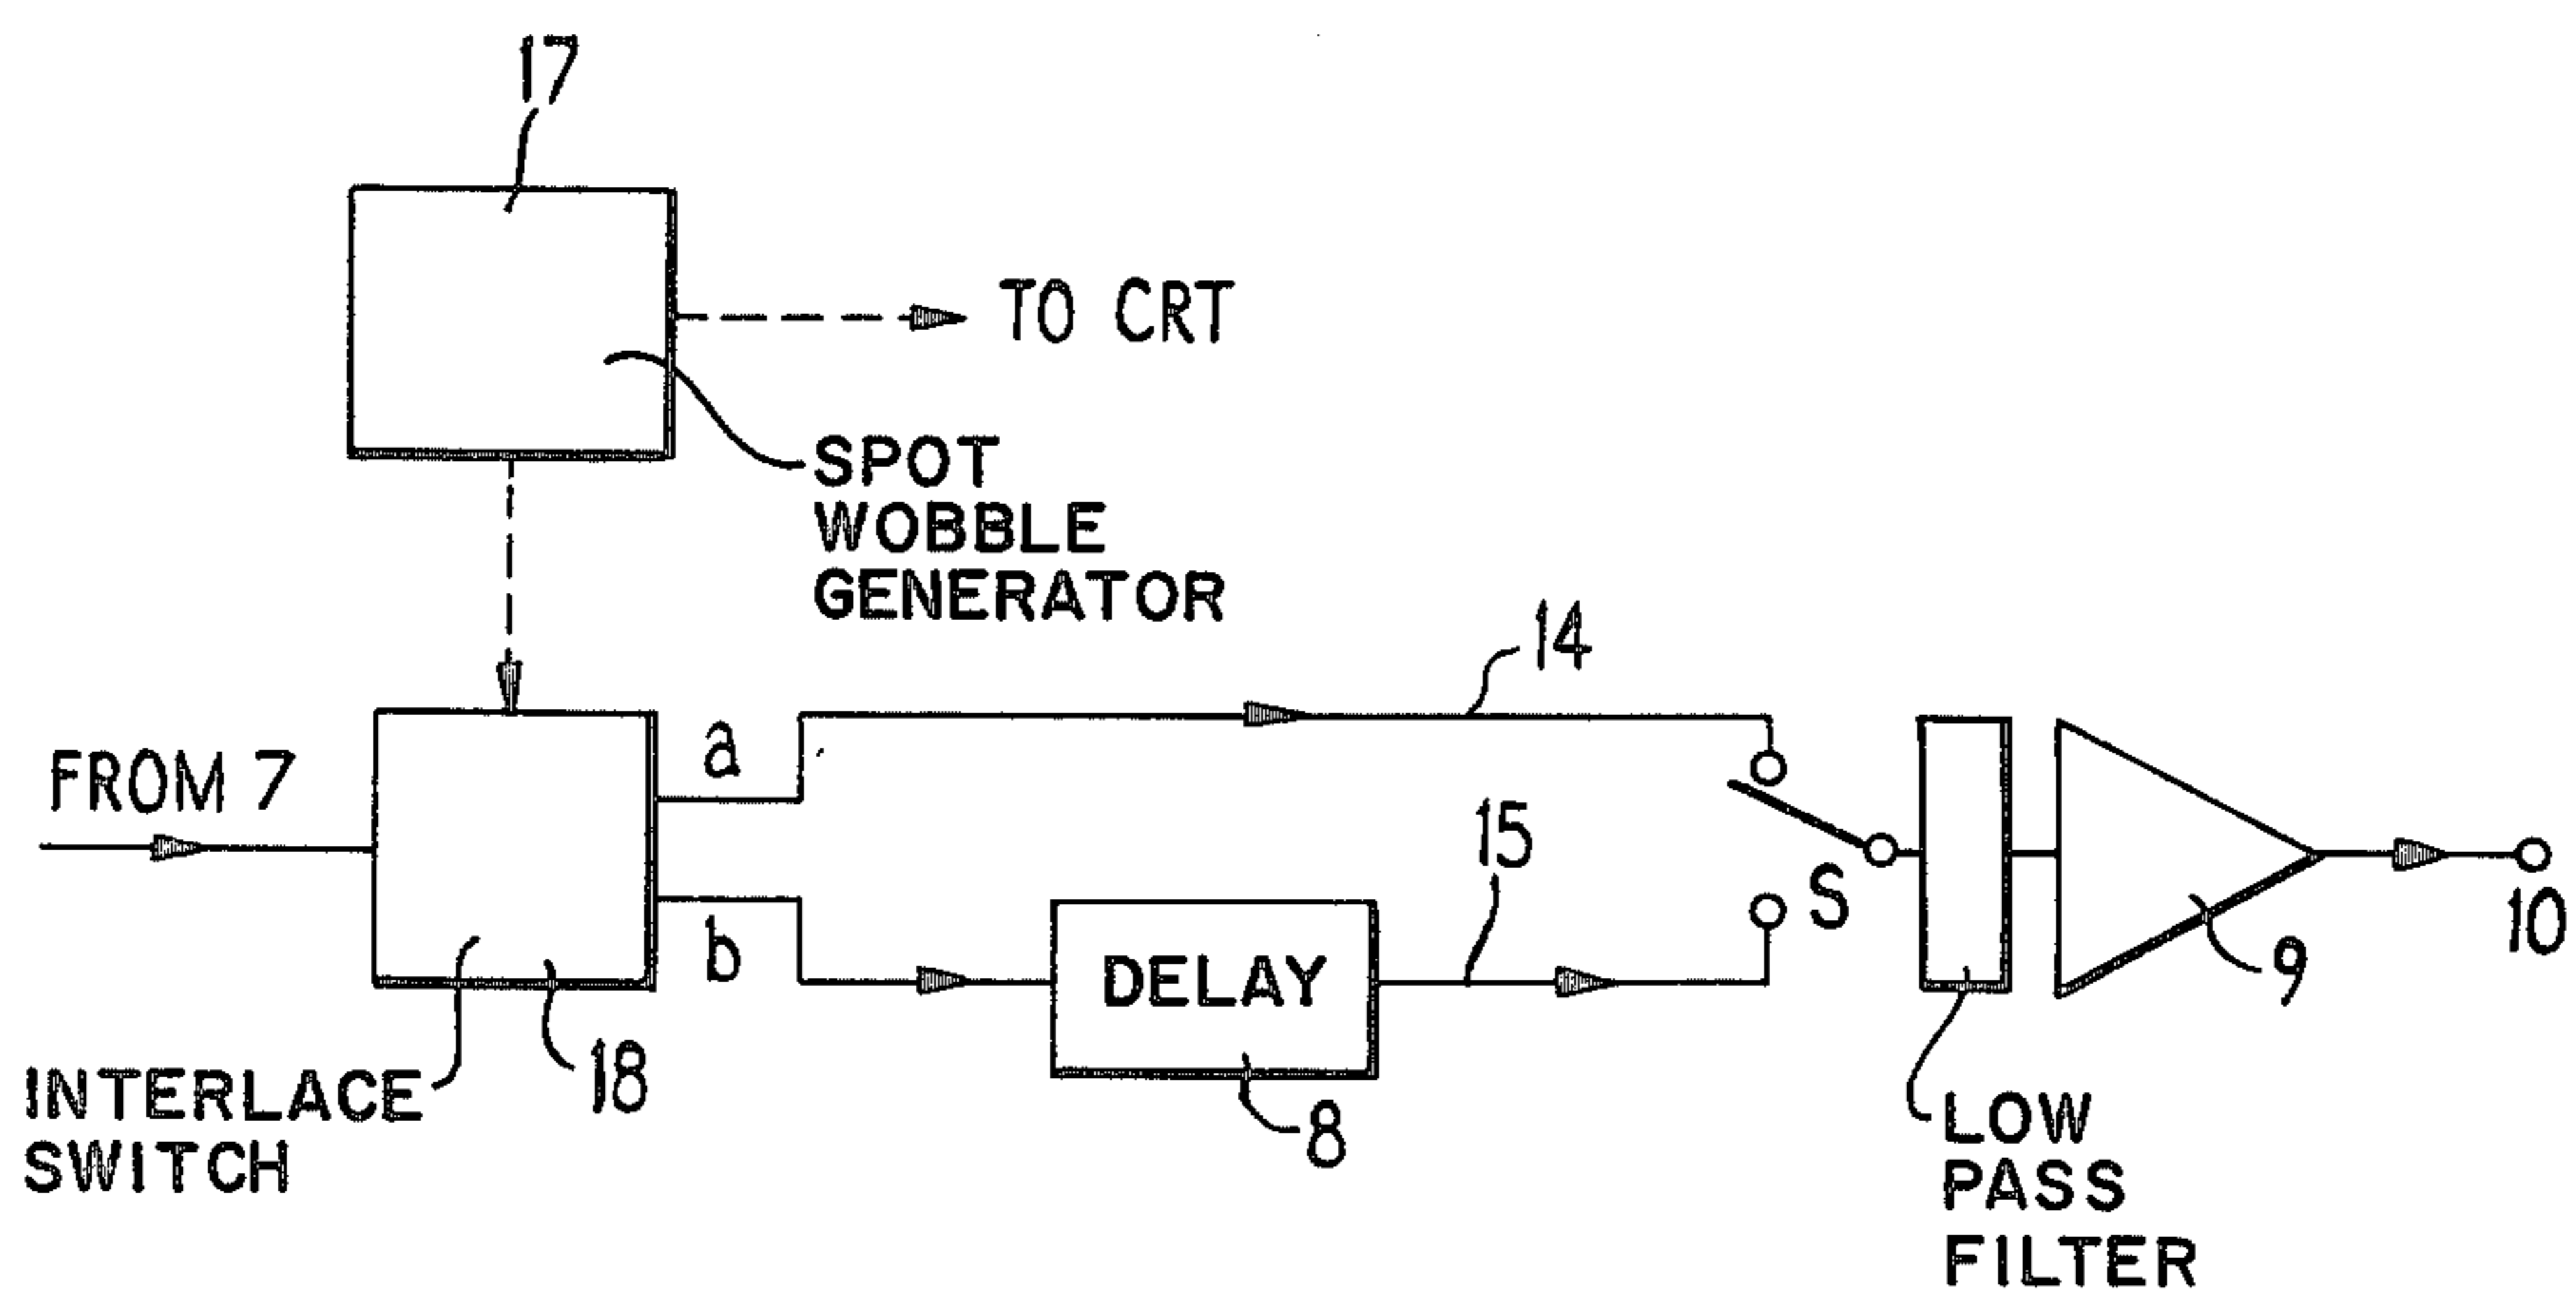 17
TO CRT
SPOT
WOBBLE
GENERATOR
14
FROM 7
a
b
15
S
DELAY
9
10
INTERLACE
SWITCH
18
8
LOW
PASS
FILTER